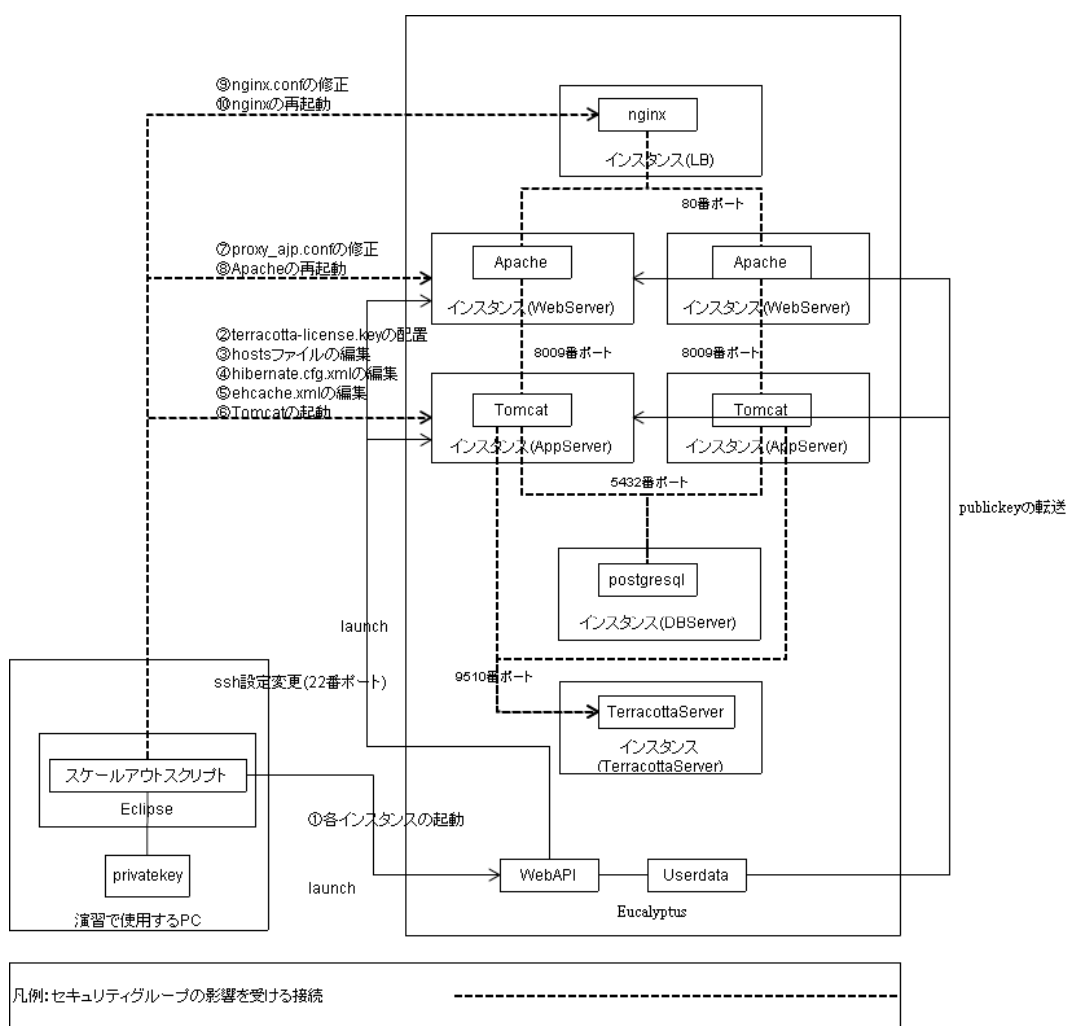 ⑨nginx.confの修正
⑩nginxの再起動
nginx
インスタンス(LB)
80番ポート
⑦proxy_ajp.confの修正
⑧Apacheの再起動
Apache
インスタンス(WebServer)
Apache
インスタンス(WebServer)
②terracotta-license.keyの配置
③hostsファイルの編集
④hibernate.cfg.xmlの編集
⑤ehcache.xmlの編集
⑥Tomcatの起動
8009番ポート
8009番ポート
Tomcat
インスタンス(AppServer)
Tomcat
インスタンス(AppServer)
5432番ポート
publickeyの転送
postgresql
インスタンス(DBServer)
launch
ssh設定変更(22番ポート)
9510番ポート
TerracottaServer
インスタンス
(TerracottaServer)
スケールアウトスクリプト
Eclipse
①各インスタンスの起動
privatekey
launch
WebAPI
Userdata
演習で使用するPC
Eucalyptus
凡例:セキュリティグループの影響を受ける接続